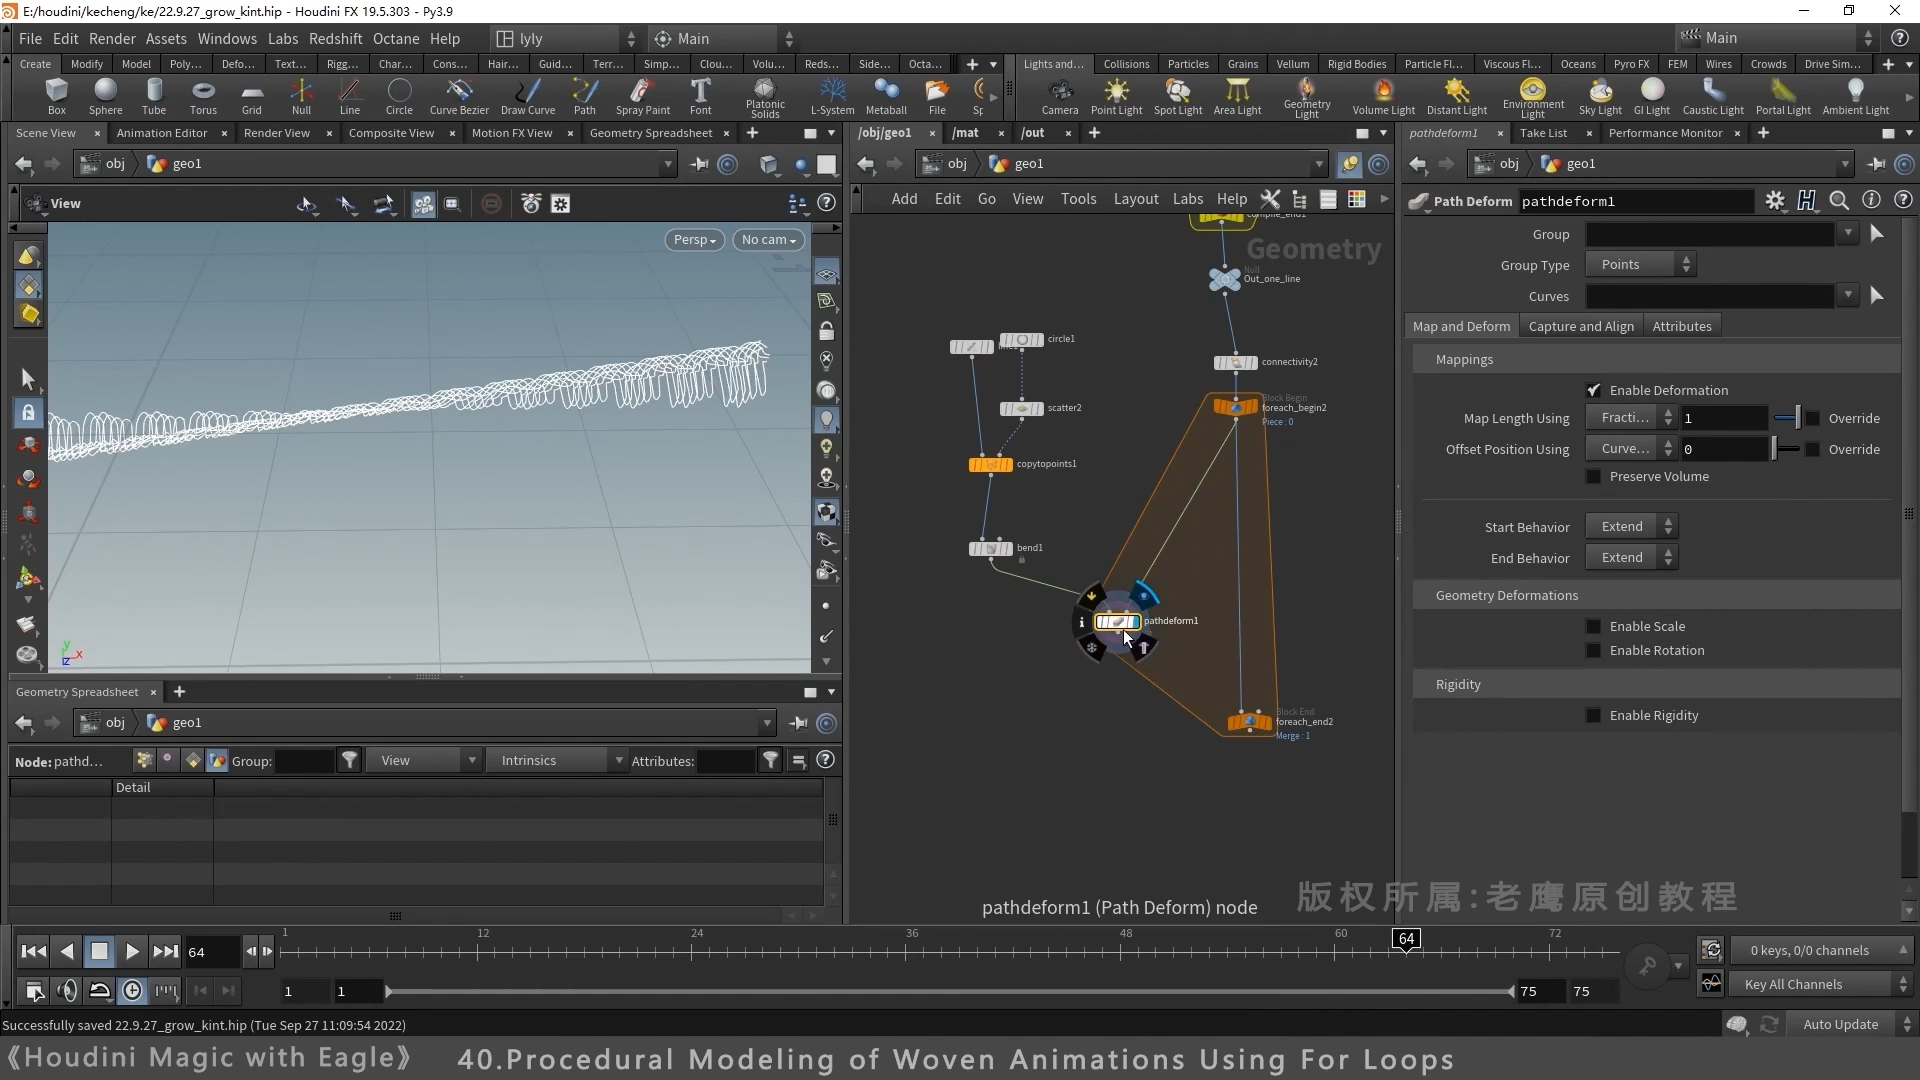 E:/houdini/kecheng/ke/22.9.27_grow_kint.hip - Houdini FX 19.5.303 - Py3.9
File Edit Render Assets Windows Labs Redshift Octane Help lyly Main Main
Create Modify Model Poly... Defo... Text... Rigg... Char... Cons... Hair... Guid... Terr... Simp... Clou... Volu... Reds... Side... Octa...
Lights and... Collisions Particles Grains Vellum Rigid Bodies Particle Fl... Viscous Fl... Oceans Pyro FX FEM Wires Crowds Drive Sim...
Box Sphere Tube Torus Grid Null Line Circle Curve Bezier Draw Curve Path Spray Paint Font Platonic Solids L-System Metaball File
Camera Point Light Spot Light Area Light Geometry Light Volume Light Distant Light Environment Light Sky Light GI Light Caustic Light Portal Light Ambient Light
Scene View Animation Editor Render View Composite View Motion FX View Geometry Spreadsheet
/obj/geo1 /mat /out
pathdeform1 Take List Performance Monitor
obj geo1
obj geo1
obj geo1
View
Persp No cam
y x z
Add Edit Go View Tools Layout Labs Help
Geometry
Null
Out_one_line
circle1
connectivity2
scatter2
Block Begin
foreach_begin2
Piece : 0
copytopoints1
bend1
pathdeform1
Block End
foreach_end2
Merge : 1
pathdeform1 (Path Deform) node
Path Deform pathdeform1
Group
Group Type Points
Curves
Map and Deform Capture and Align Attributes
Mappings
Enable Deformation
Map Length Using Fracti... 1 Override
Offset Position Using Curve... 0 Override
Preserve Volume
Start Behavior Extend
End Behavior Extend
Geometry Deformations
Enable Scale
Enable Rotation
Rigidity
Enable Rigidity
Geometry Spreadsheet
obj geo1
Node: pathd... Group: View Intrinsics Attributes:
Detail
版权所属:老鹰原创教程
64 1 12 24 36 48 60 64 72
0 keys, 0/0 channels
1 1 75 75
Key All Channels
Successfully saved 22.9.27_grow_kint.hip (Tue Sep 27 11:09:54 2022)
Auto Update
《Houdini Magic with Eagle》 40.Procedural Modeling of Woven Animations Using For Loops